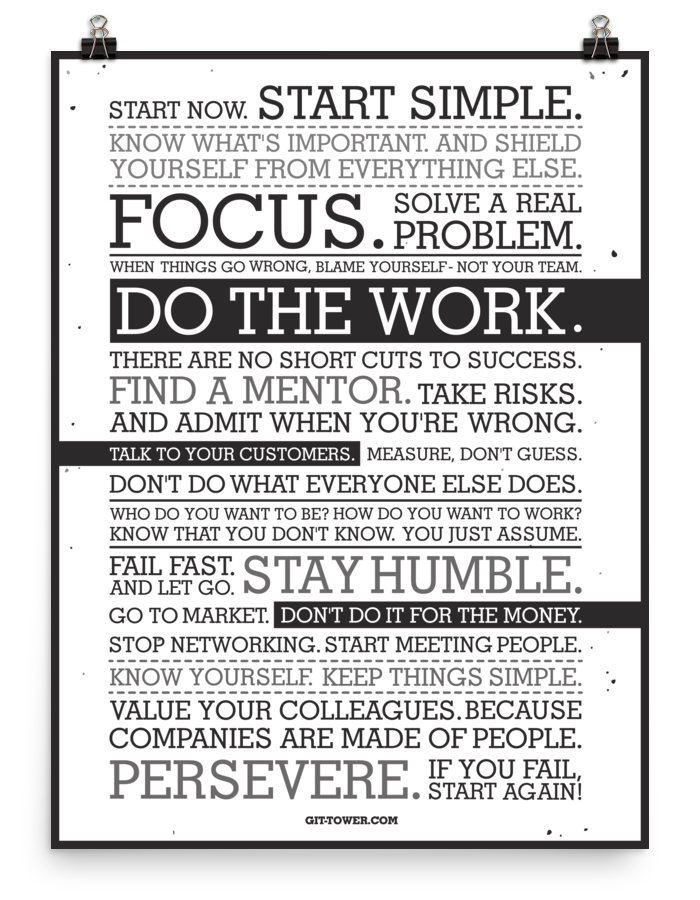 START NOW. START SIMPLE.
KNOW WHAT'S IMPORTANT. AND SHIELD
YOURSELF FROM EVERYTHING ELSE.
FOCUS. SOLVE A REAL
PROBLEM.
WHEN THINGS GO WRONG, BLAME YOURSELF- NOT YOUR TEAM.
DO THE WORK.
THERE ARE NO SHORT CUTS TO SUCCESS.
FIND A MENTOR. TAKE RISKS.
AND ADMIT WHEN YOU'RE WRONG.
TALK TO YOUR CUSTOMERS. MEASURE, DON'T GUESS.
DON'T DO WHAT EVERYONE ELSE DOES.
WHO DO YOU WANT TO BE? HOW DO YOU WANT TO WORK?
KNOW THAT YOU DON'T KNOW. YOU JUST ASSUME.
FAIL FAST.
AND LET GO. STAY HUMBLE.
GO TO MARKET. DON'T DO IT FOR THE MONEY.
STOP NETWORKING. START MEETING PEOPLE.
KNOW YOURSELF. KEEP THINGS SIMPLE.
VALUE YOUR COLLEAGUES. BECAUSE
COMPANIES ARE MADE OF PEOPLE.
PERSEVERE. IF YOU FAIL,
START AGAIN!
GIT-TOWER.COM